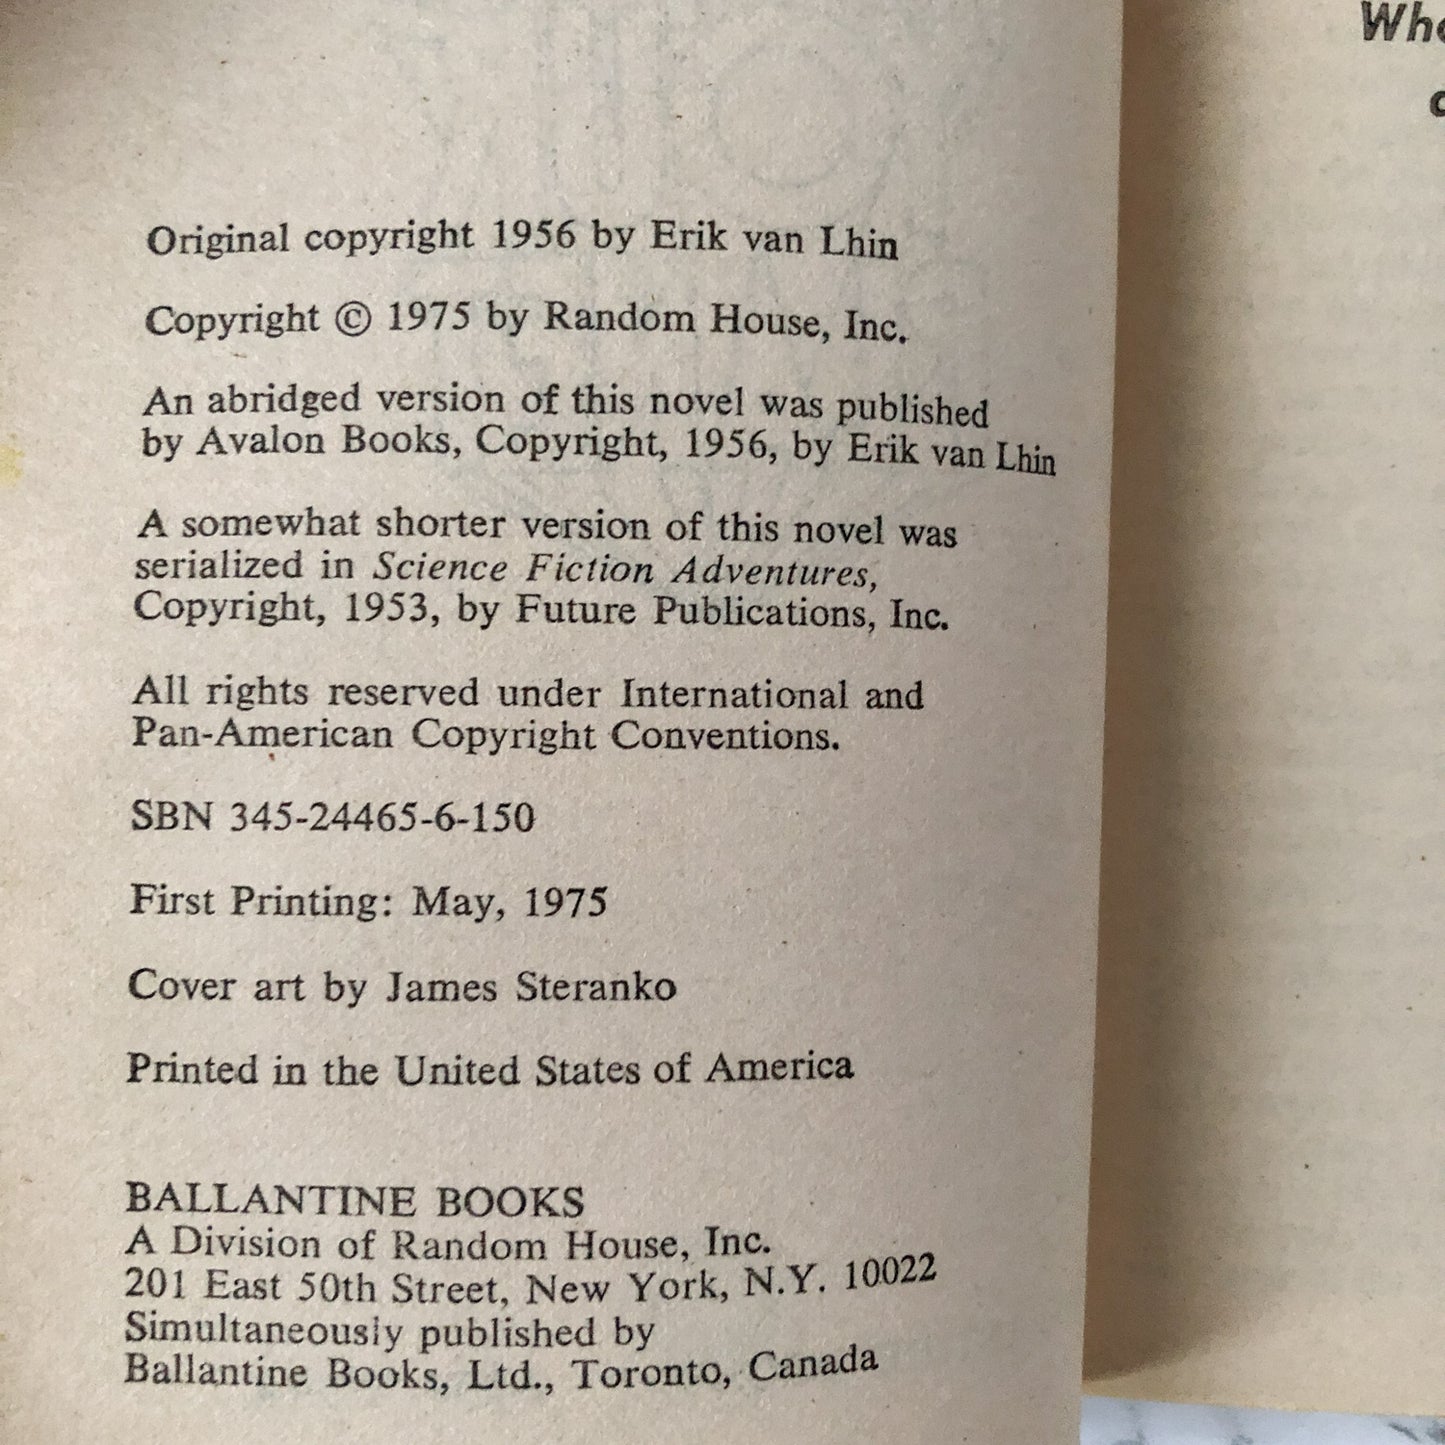 Original copyright 1956 by Erik van Lhin
Copyright © 1975 by Random House, Inc.
An abridged version of this novel was published
by Avalon Books, Copyright, 1956, by Erik van Lhin
A somewhat shorter version of this novel was
serialized in Science Fiction Adventures,
Copyright, 1953, by Future Publications, Inc.
All rights reserved under International and
Pan-American Copyright Conventions.
SBN 345-24465-6-150
First Printing: May, 1975
Cover art by James Steranko
Printed in the United States of America
BALLANTINE BOOKS
A Division of Random House, Inc.
201 East 50th Street, New York, N.Y. 10022
Simultaneously published by
Ballantine Books, Ltd., Toronto, Canada